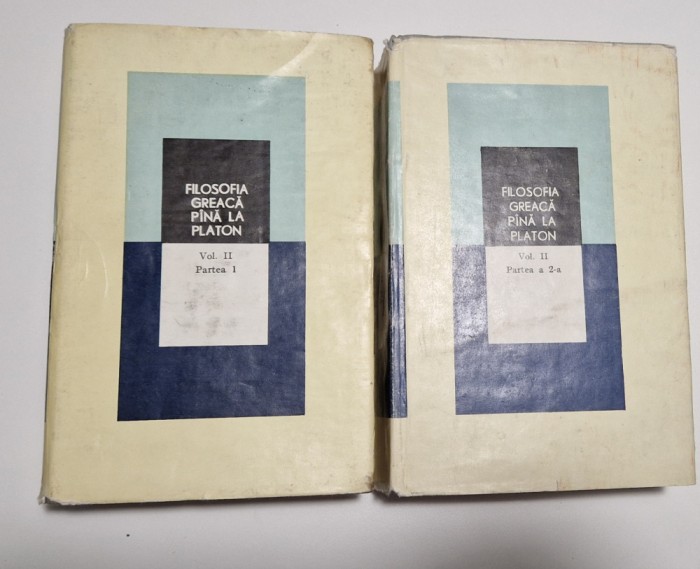 FILOSOFIA
GREACĂ
PÎNĂ LA
PLATON
Vol. II
Partea 1
FILOSOFIA
GREACĂ
PÎNĂ LA
PLATON
Vol. II
Partea a 2-a